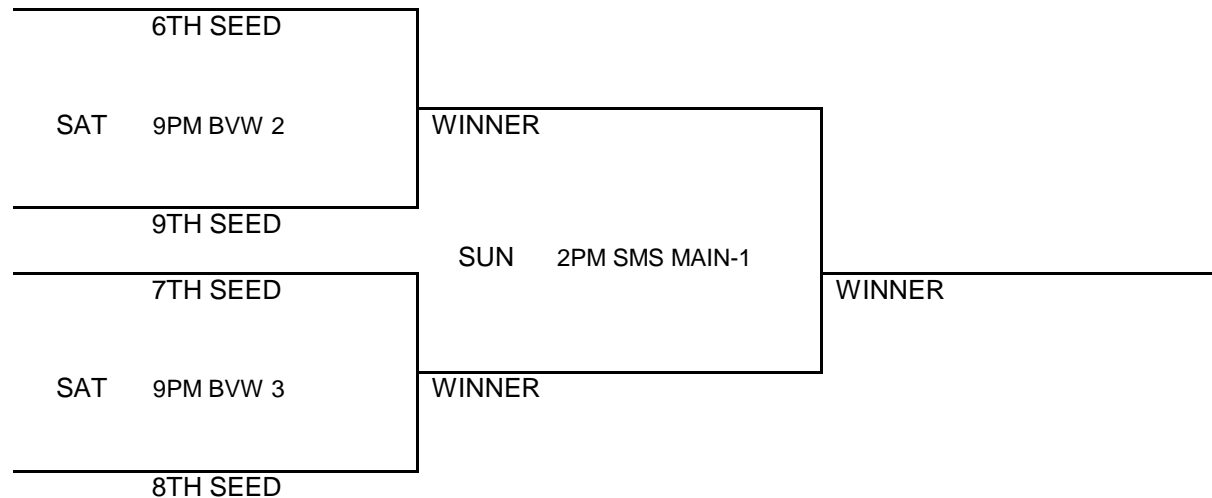 6TH SEED
SAT 9PM BVW 2
WINNER
9TH SEED
SUN 2PM SMS MAIN-1
7TH SEED
WINNER
SAT 9PM BVW 3
WINNER
8TH SEED